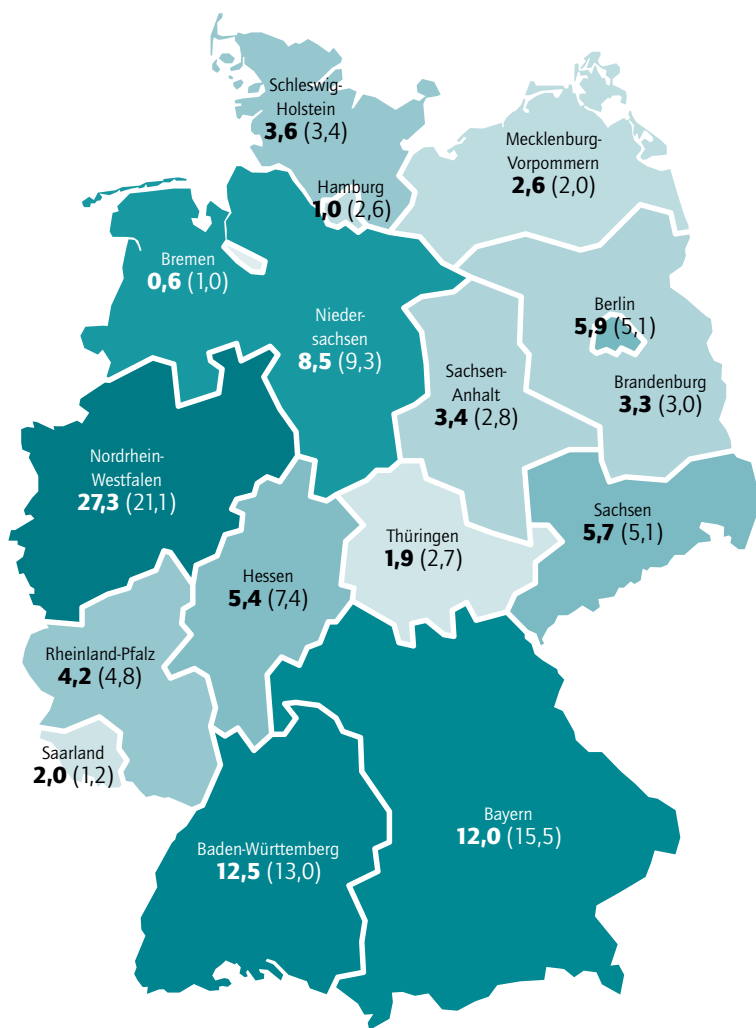 Schleswig-
Holstein
3,6 (3,4)
Mecklenburg-
Vorpommern
2,6 (2,0)
Hamburg
1,0 (2,6)
Bremen
0,6 (1,0)
Berlin
5,9 (5,1)
Nieder-
sachsen
8,5 (9,3)
Sachsen-
Anhalt
3,4 (2,8)
Brandenburg
3,3 (3,0)
Nordrhein-
Westfalen
27,3 (21,1)
Sachsen
5,7 (5,1)
Thüringen
1,9 (2,7)
Hessen
5,4 (7,4)
Rheinland-Pfalz
4,2 (4,8)
Saarland
2,0 (1,2)
Bayern
12,0 (15,5)
Baden-Württemberg
12,5 (13,0)